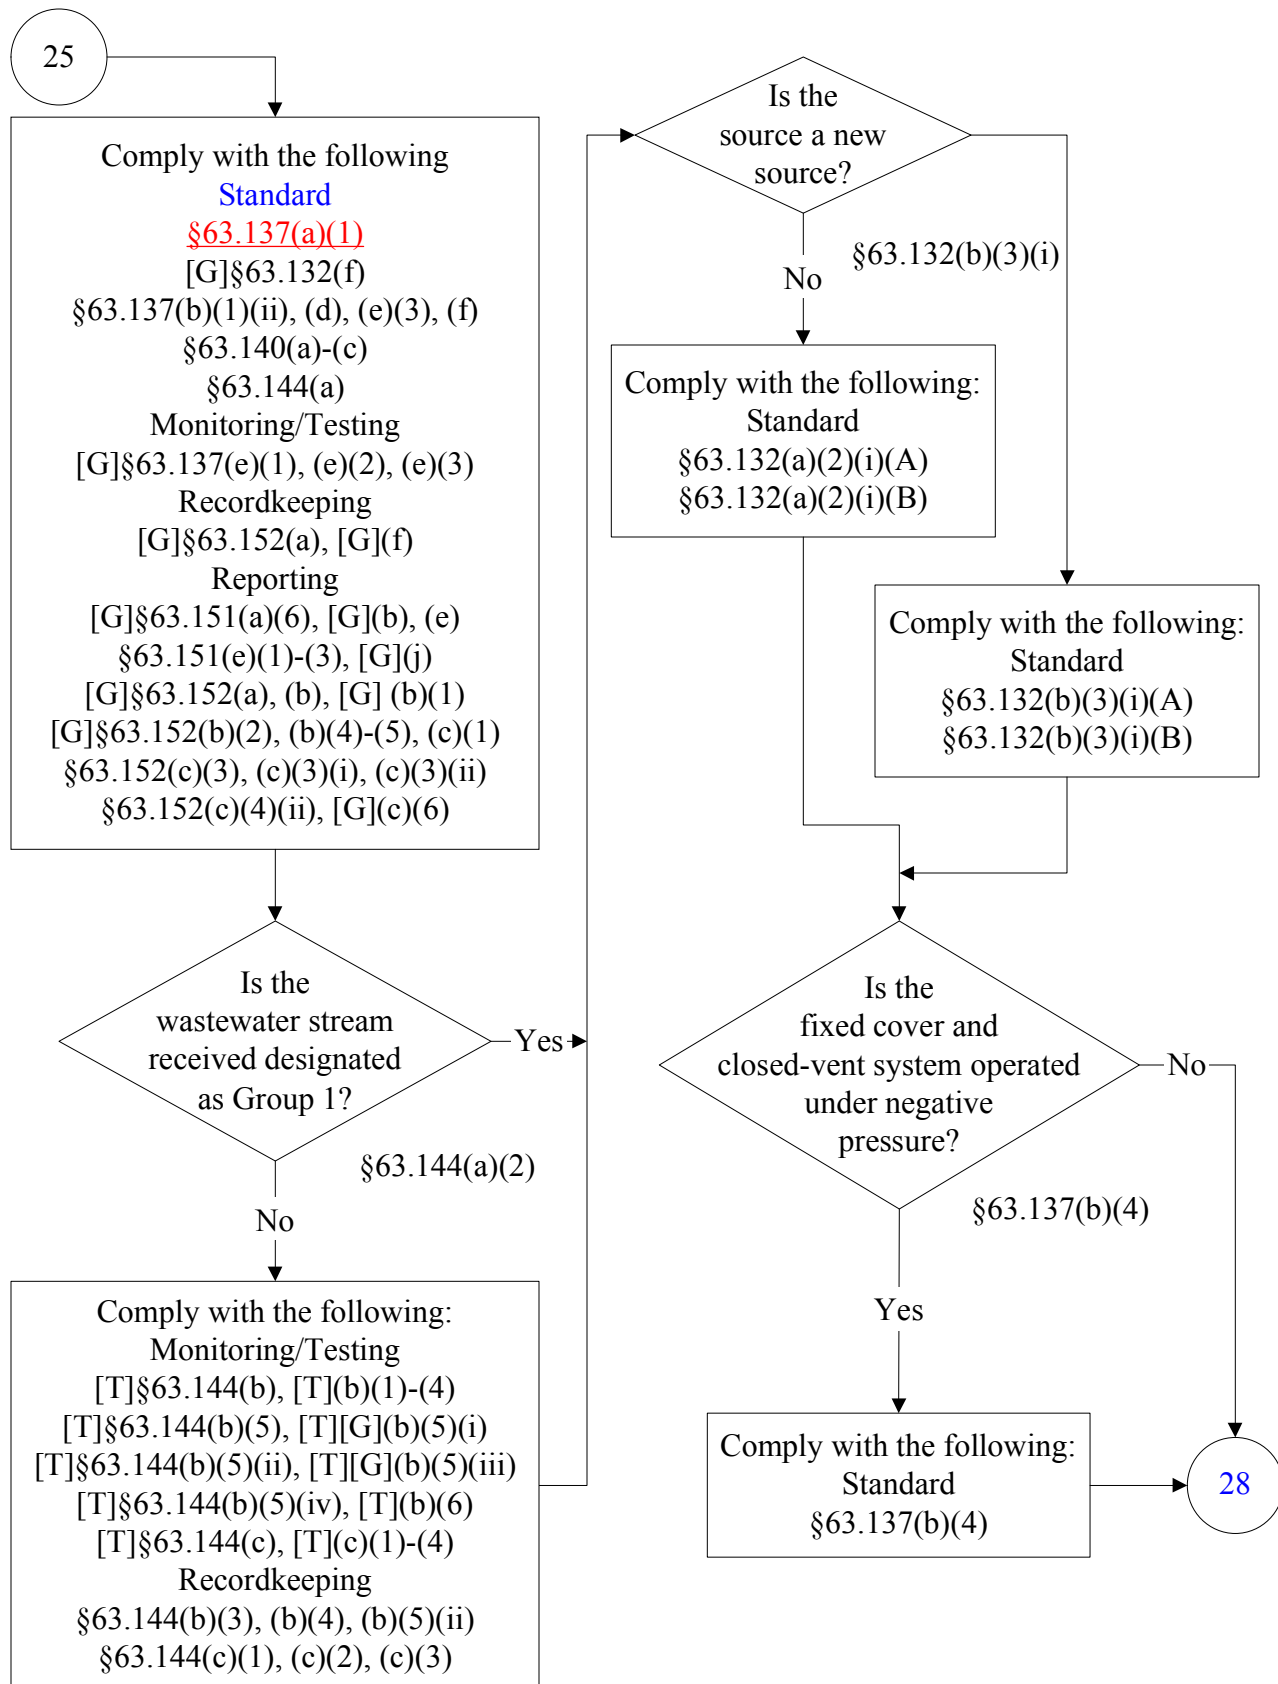 25
Comply with the following
Standard
§63.137(a)(1)
[G]§63.132(f)
§63.137(b)(1)(ii), (d), (e)(3), (f)
§63.140(a)-(c)
§63.144(a)
Monitoring/Testing
[G]§63.137(e)(1), (e)(2), (e)(3)
Recordkeeping
[G]§63.152(a), [G](f)
Reporting
[G]§63.151(a)(6), [G](b), (e)
§63.151(e)(1)-(3), [G](j)
[G]§63.152(a), (b), [G] (b)(1)
[G]§63.152(b)(2), (b)(4)-(5), (c)(1)
§63.152(c)(3), (c)(3)(i), (c)(3)(ii)
§63.152(c)(4)(ii), [G](c)(6)
Is the
wastewater stream
received designated
as Group 1?
Yes
§63.144(a)(2)
No
Comply with the following:
Monitoring/Testing
[T]§63.144(b), [T](b)(1)-(4)
[T]§63.144(b)(5), [T][G](b)(5)(i)
[T]§63.144(b)(5)(ii), [T][G](b)(5)(iii)
[T]§63.144(b)(5)(iv), [T](b)(6)
[T]§63.144(c), [T](c)(1)-(4)
Recordkeeping
§63.144(b)(3), (b)(4), (b)(5)(ii)
§63.144(c)(1), (c)(2), (c)(3)
Is the
source a new
source?
§63.132(b)(3)(i)
No
Comply with the following:
Standard
§63.132(a)(2)(i)(A)
§63.132(a)(2)(i)(B)
Comply with the following:
Standard
§63.132(b)(3)(i)(A)
§63.132(b)(3)(i)(B)
Is the
fixed cover and
closed-vent system operated
under negative
pressure?
No
§63.137(b)(4)
Yes
Comply with the following:
Standard
§63.137(b)(4)
28